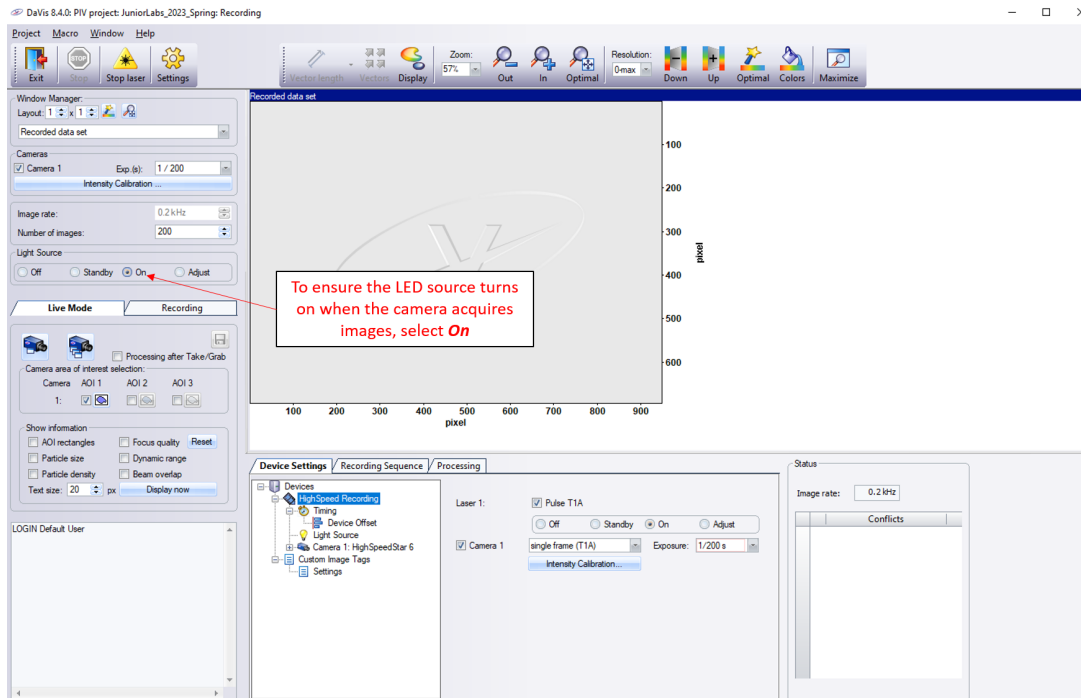 DaVis 8.4.0: PIV project: JuniorLabs_2023_Spring: Recording
Project Macro Window Help
Exit Stop Stop laser Settings
Vector length Vectors Display Zoom: 57% Out In Optimal Resolution: 0-max Down Up Optimal Colors Maximize
Window Manager:
Layout: 1 x 1
Recorded data set
Cameras
Camera 1 Exp.(s): 1 / 200
Intensity Calibration ...
Image rate: 0.2 kHz
Number of images: 200
Light Source
Off Standby On Adjust
Live Mode Recording
Processing after Take/Grab
Camera area of interest selection:
Camera AOI 1 AOI 2 AOI 3
1:
Show information
AOI rectangles Focus quality Reset
Particle size Dynamic range
Particle density Beam overlap
Text size: 20 px Display now
LOGIN Default User
Recorded data set
100
200
300
400
500
600
pixel
100 200 300 400 500 600 700 800 900
pixel
To ensure the LED source turns
on when the camera acquires
images, select On
Device Settings Recording Sequence Processing
Devices
HighSpeed Recording
Timing
Device Offset
Light Source
Camera 1: HighSpeedStar 6
Custom Image Tags
Settings
Laser 1: Pulse T1A
Off Standby On Adjust
Camera 1 single frame (T1A) Exposure: 1/200 s
Intensity Calibration...
Status
Image rate: 0.2 kHz
Conflicts